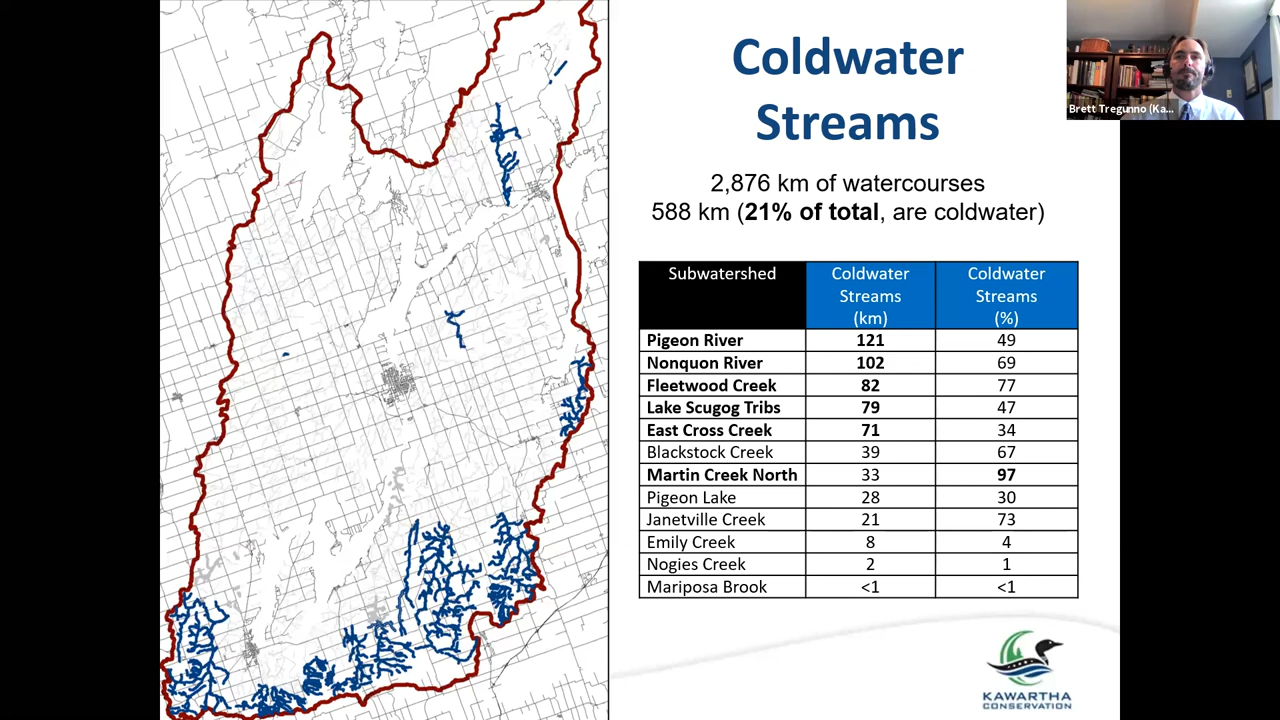 Coldwater
Streams
2,876 km of watercourses
588 km (21% of total, are coldwater)
Subwatershed Coldwater Streams (km) Coldwater Streams (%)
Pigeon River 121 49
Nonquon River 102 69
Fleetwood Creek 82 77
Lake Scugog Tribs 79 47
East Cross Creek 71 34
Blackstock Creek 39 67
Martin Creek North 33 97
Pigeon Lake 28 30
Janetville Creek 21 73
Emily Creek 8 4
Nogies Creek 2 1
Mariposa Brook <1 <1
KAWARTHA
CONSERVATION
Brett Tregunno (Ka...